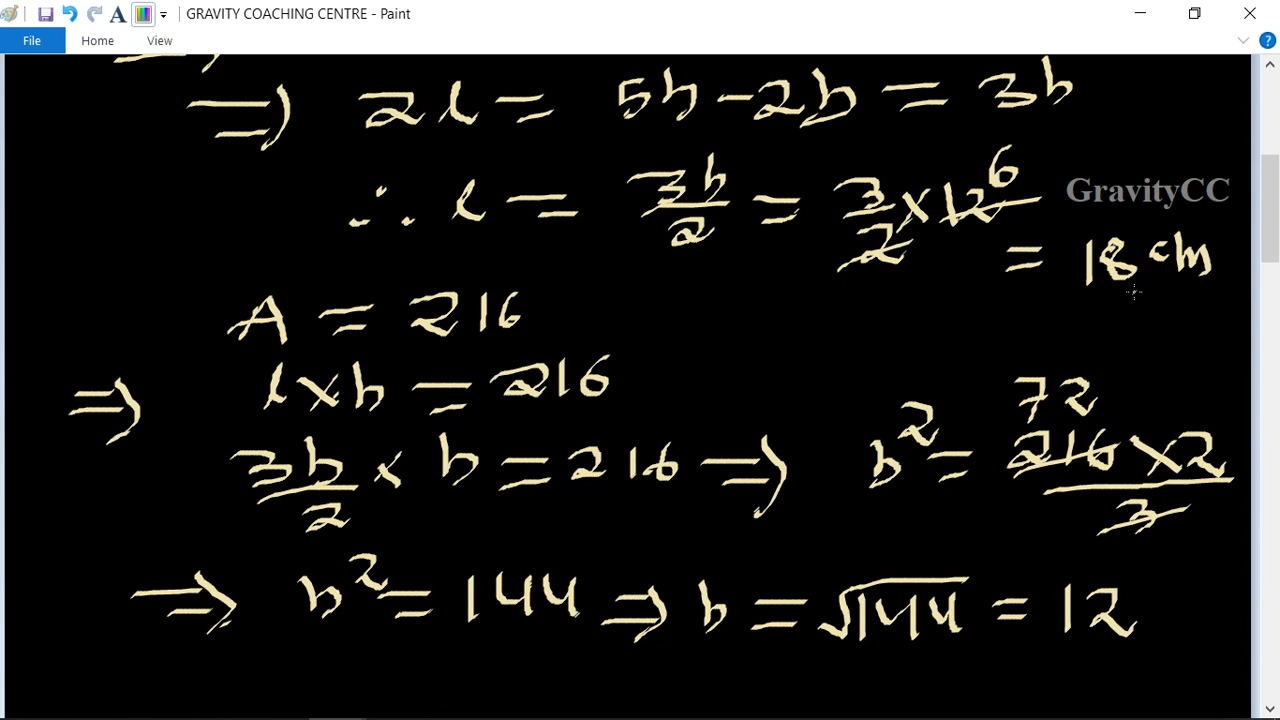 GRAVITY COACHING CENTRE - Paint
File Home View
⇒ 2l = 5b - 2b = 3b
∴ l = 3b/2 = 3/2 × 12 6
GravityCC
= 18 cm
A = 216
⇒ l × b = 216
72
3b/2 × b = 216 ⇒ b² = 216 × 2/3
⇒ b² = 144 ⇒ b = √144 = 12